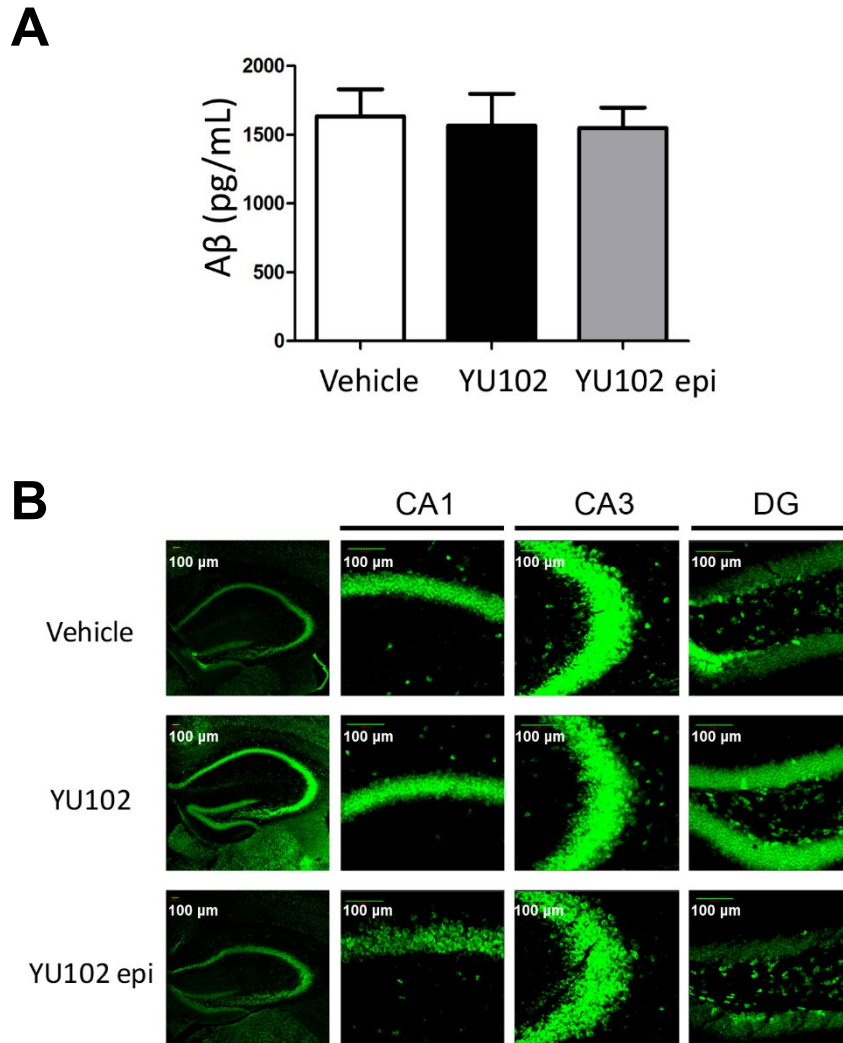 A
Aβ (pg/mL)
2000
1500
1000
500
0
Vehicle YU102 YU102 epi
B
CA1 CA3 DG
Vehicle
100 µm 100 µm 100 µm 100 µm
YU102
100 µm 100 µm 100 µm 100 µm
YU102 epi
100 µm 100 µm 100 µm 100 µm